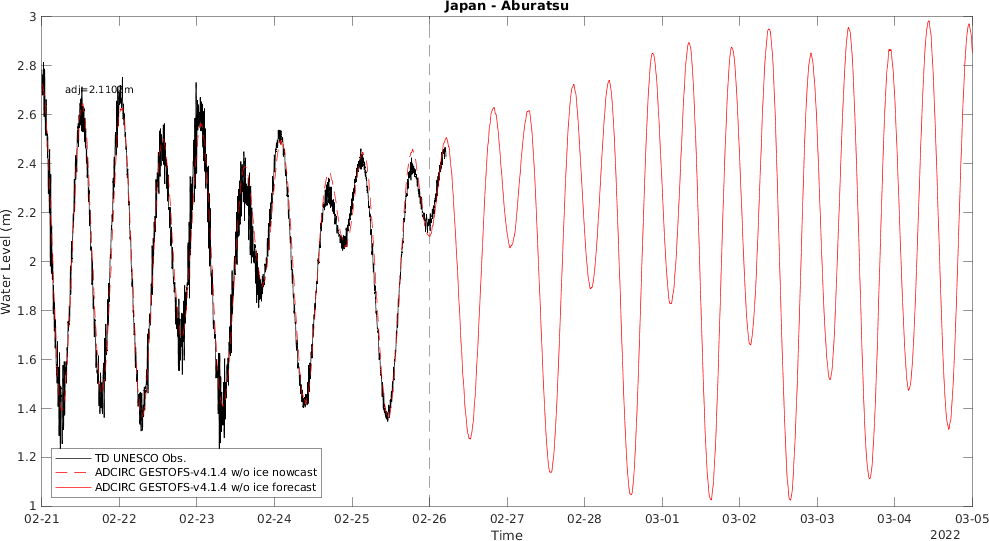 Japan - Aburatsu
3
2.8
2.6
2.4
2.2
2
1.8
1.6
1.4
1.2
1
Water Level (m)
adj=2.1102m
TD UNESCO Obs.
ADCIRC GESTOFS-v4.1.4 w/o ice nowcast
ADCIRC GESTOFS-v4.1.4 w/o ice forecast
02-21 02-22 02-23 02-24 02-25 02-26 02-27 02-28 03-01 03-02 03-03 03-04 03-05
Time
2022